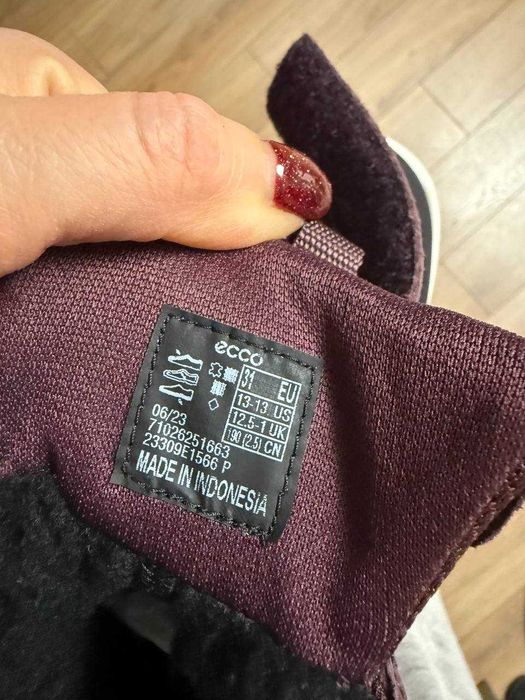 ecco
31 EU
13-13 US
12.5-1 UK
190 (2.5) CN
06/23
71026251663
23309E1566 P
MADE IN INDONESIA